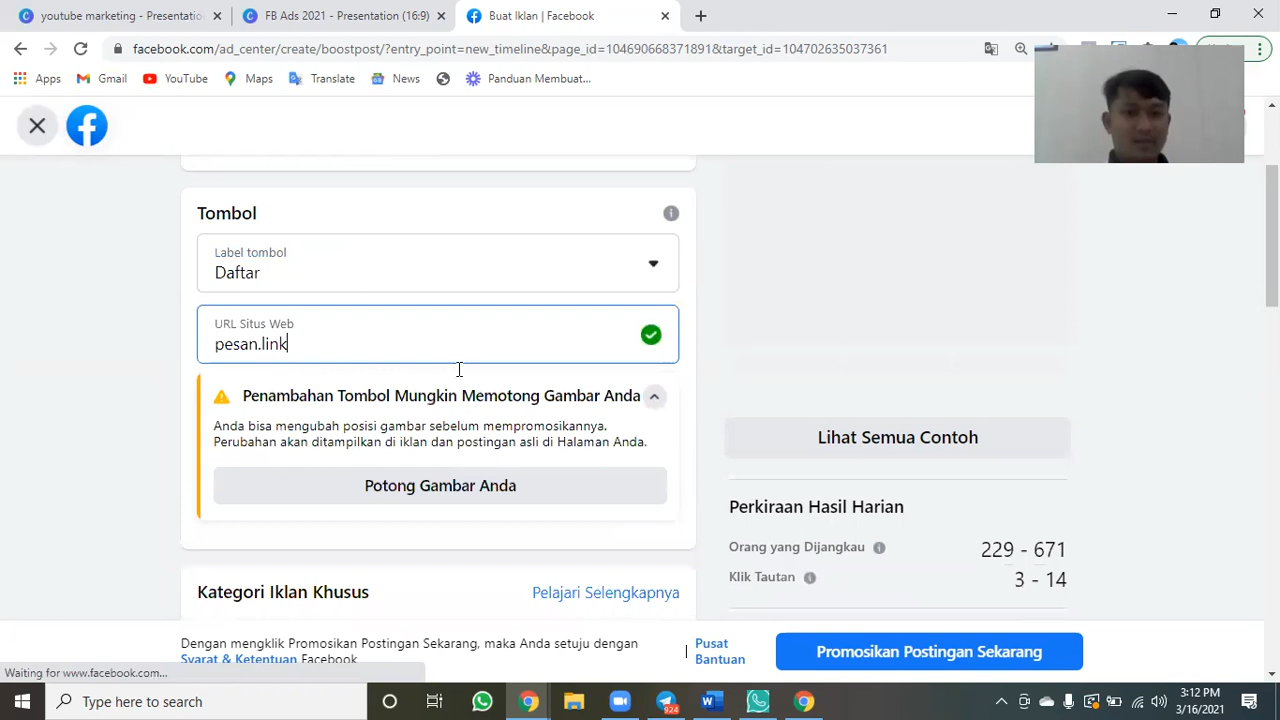 youtube marketing - Presentatio
FB Ads 2021 - Presentation (16:9)
Buat Iklan | Facebook
facebook.com/ad_center/create/boostpost/?entry_point=new_timeline&page_id=104690668371891&target_id=104702635037361
Apps
Gmail
YouTube
Maps
Translate
News
Panduan Membuat...
Tombol
Label tombol
Daftar
URL Situs Web
pesan.link
Penambahan Tombol Mungkin Memotong Gambar Anda
Anda bisa mengubah posisi gambar sebelum mempromosikannya.
Perubahan akan ditampilkan di iklan dan postingan asli di Halaman Anda.
Potong Gambar Anda
Kategori Iklan Khusus
Pelajari Selengkapnya
Lihat Semua Contoh
Perkiraan Hasil Harian
Orang yang Dijangkau
229 - 671
Klik Tautan
3 - 14
Dengan mengklik Promosikan Postingan Sekarang, maka Anda setuju dengan
Syarat & Ketentuan Facebook
Pusat
Bantuan
Promosikan Postingan Sekarang
Waiting for www.facebook.com...
Type here to search
924
3:12 PM
3/16/2021